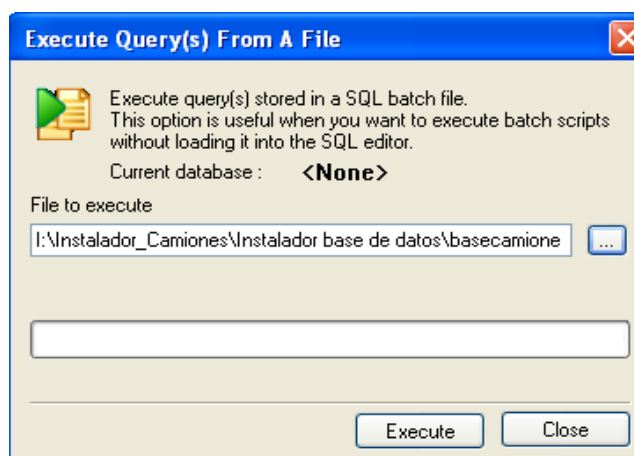 Execute Query(s) From A File
Execute query(s) stored in a SQL batch file.
This option is useful when you want to execute batch scripts
without loading it into the SQL editor.
Current database : <None>
File to execute
I:\Instalador_Camiones\Instalador base de datos\basecamione
...
Execute
Close